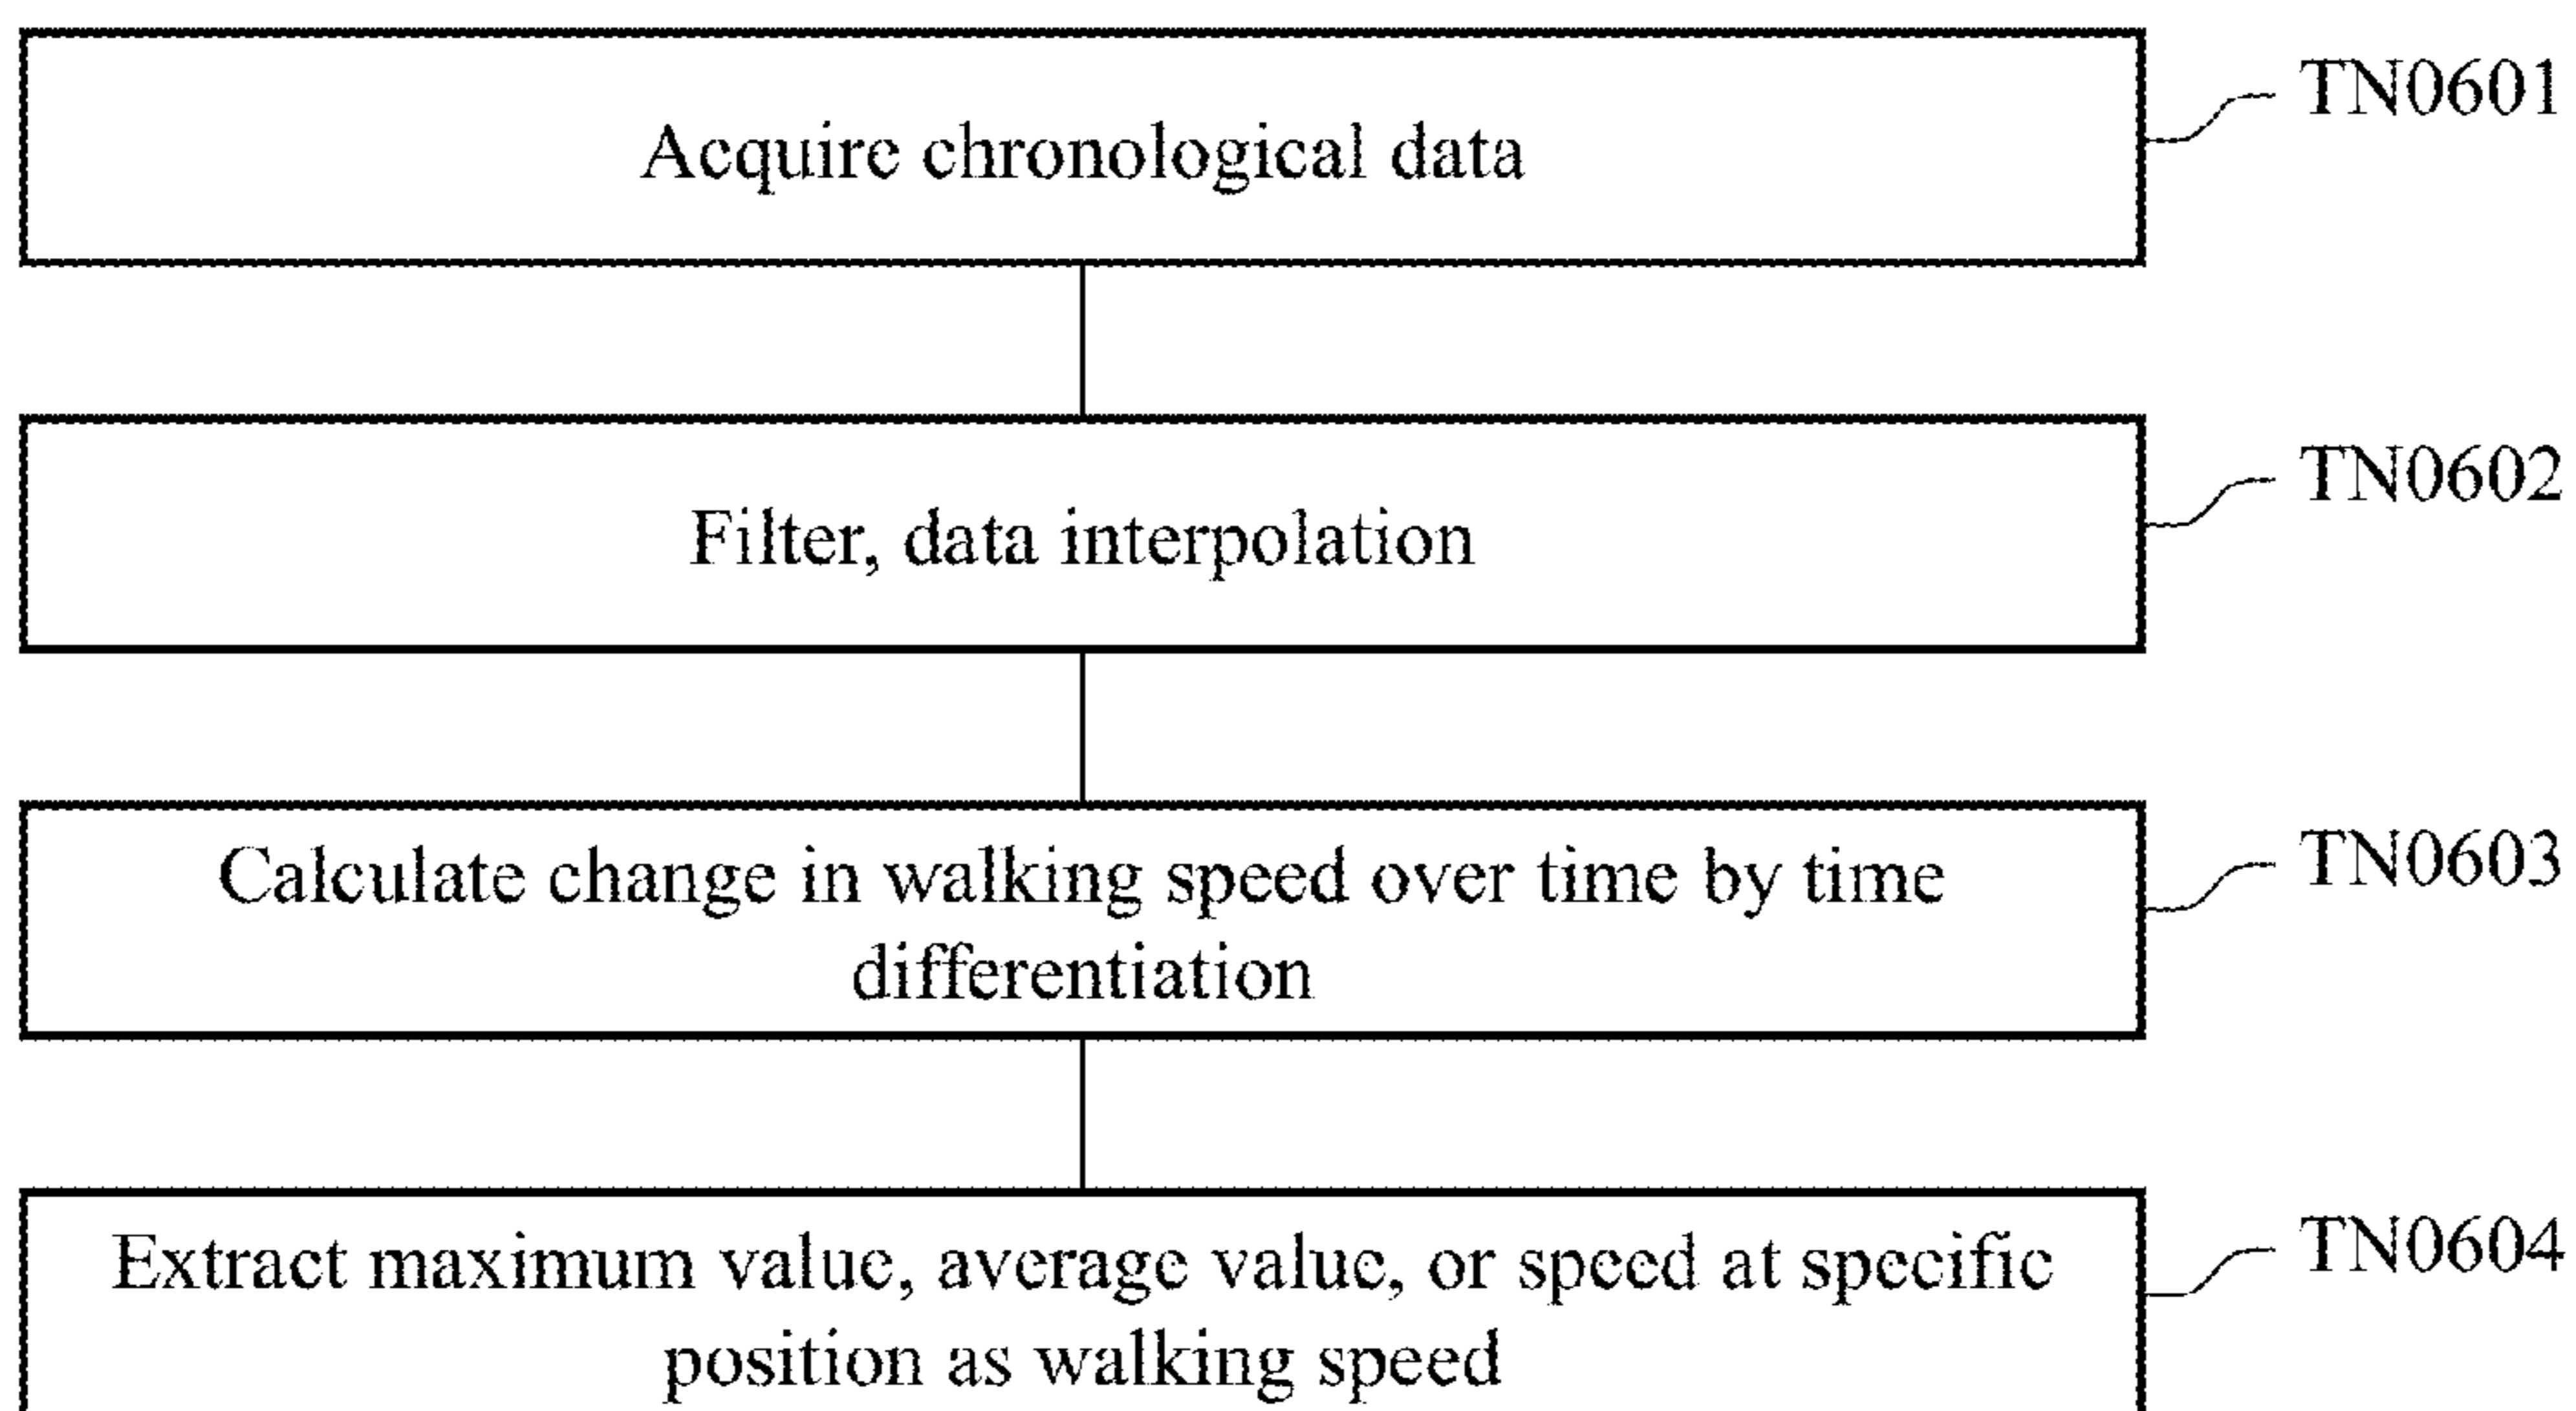 Acquire chronological data
TN0601
Filter, data interpolation
TN0602
Calculate change in walking speed over time by time
differentiation
TN0603
Extract maximum value, average value, or speed at specific
position as walking speed
TN0604